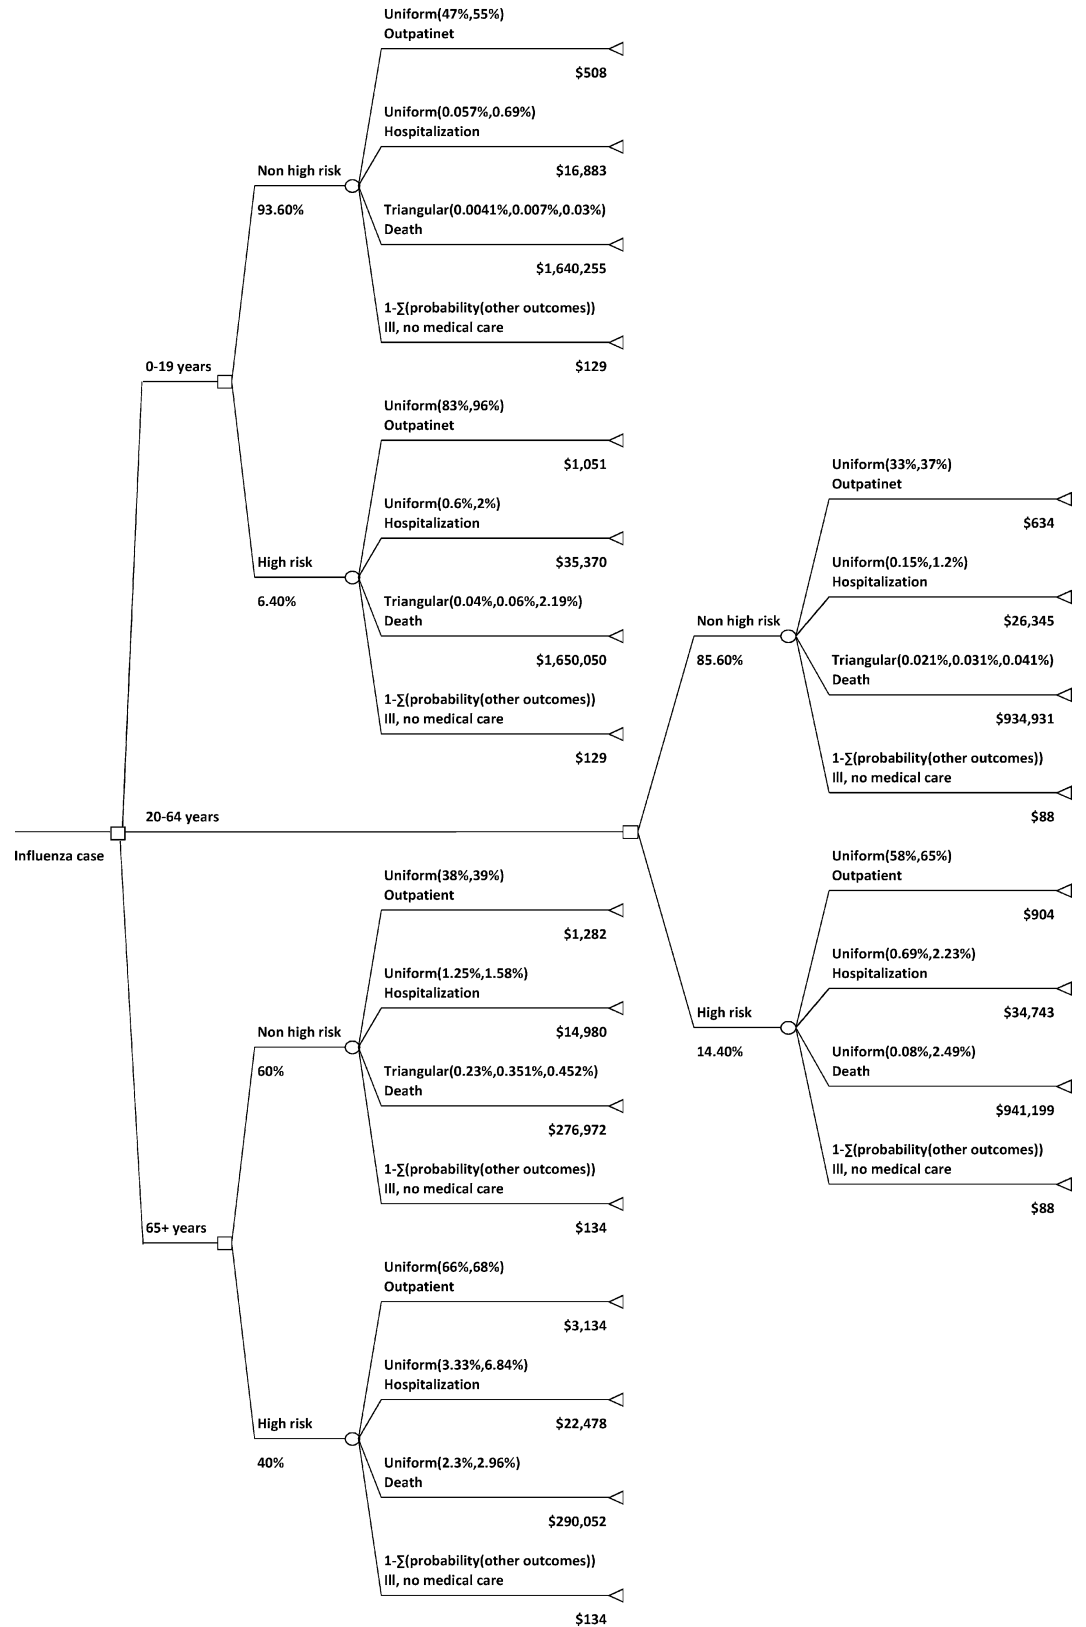 Uniform(47%,55%)
Outpatinet
$508
Uniform(0.057%,0.69%)
Hospitalization
$16,883
Non high risk
93.60%
Triangular(0.0041%,0.007%,0.03%)
Death
$1,640,255
1-∑(probability(other outcomes))
Ill, no medical care
$129
0-19 years
Uniform(83%,96%)
Outpatinet
$1,051
Uniform(0.6%,2%)
Hospitalization
$35,370
High risk
6.40%
Triangular(0.04%,0.06%,2.19%)
Death
$1,650,050
1-∑(probability(other outcomes))
Ill, no medical care
$129
20-64 years
Influenza case
Uniform(33%,37%)
Outpatinet
$634
Uniform(0.15%,1.2%)
Hospitalization
$26,345
Non high risk
85.60%
Triangular(0.021%,0.031%,0.041%)
Death
$934,931
1-∑(probability(other outcomes))
Ill, no medical care
$88
Uniform(58%,65%)
Outpatient
$904
Uniform(0.69%,2.23%)
Hospitalization
$34,743
High risk
14.40%
Uniform(0.08%,2.49%)
Death
$941,199
1-∑(probability(other outcomes))
Ill, no medical care
$88
Uniform(38%,39%)
Outpatient
$1,282
Uniform(1.25%,1.58%)
Hospitalization
$14,980
Non high risk
60%
Triangular(0.23%,0.351%,0.452%)
Death
$276,972
1-∑(probability(other outcomes))
Ill, no medical care
$134
65+ years
Uniform(66%,68%)
Outpatient
$3,134
Uniform(3.33%,6.84%)
Hospitalization
$22,478
High risk
40%
Uniform(2.3%,2.96%)
Death
$290,052
1-∑(probability(other outcomes))
Ill, no medical care
$134